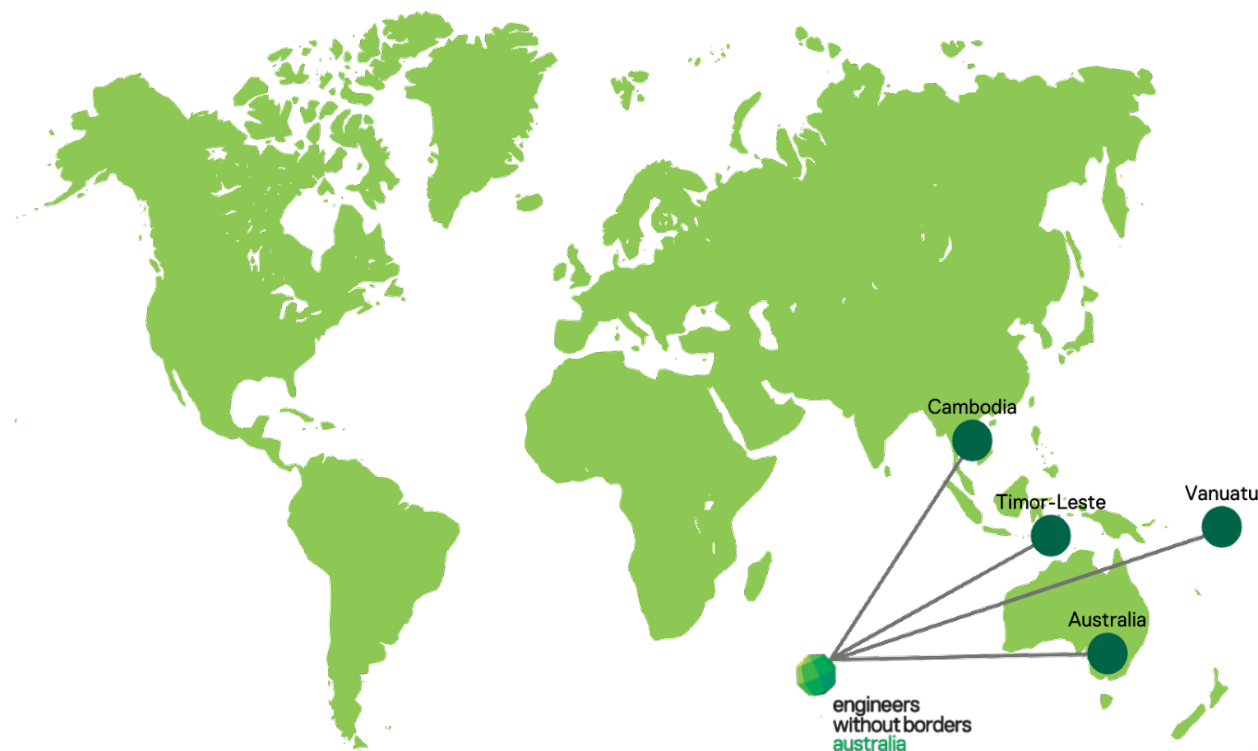 Cambodia
Timor-Leste
Vanuatu
Australia
engineers
without borders
australia